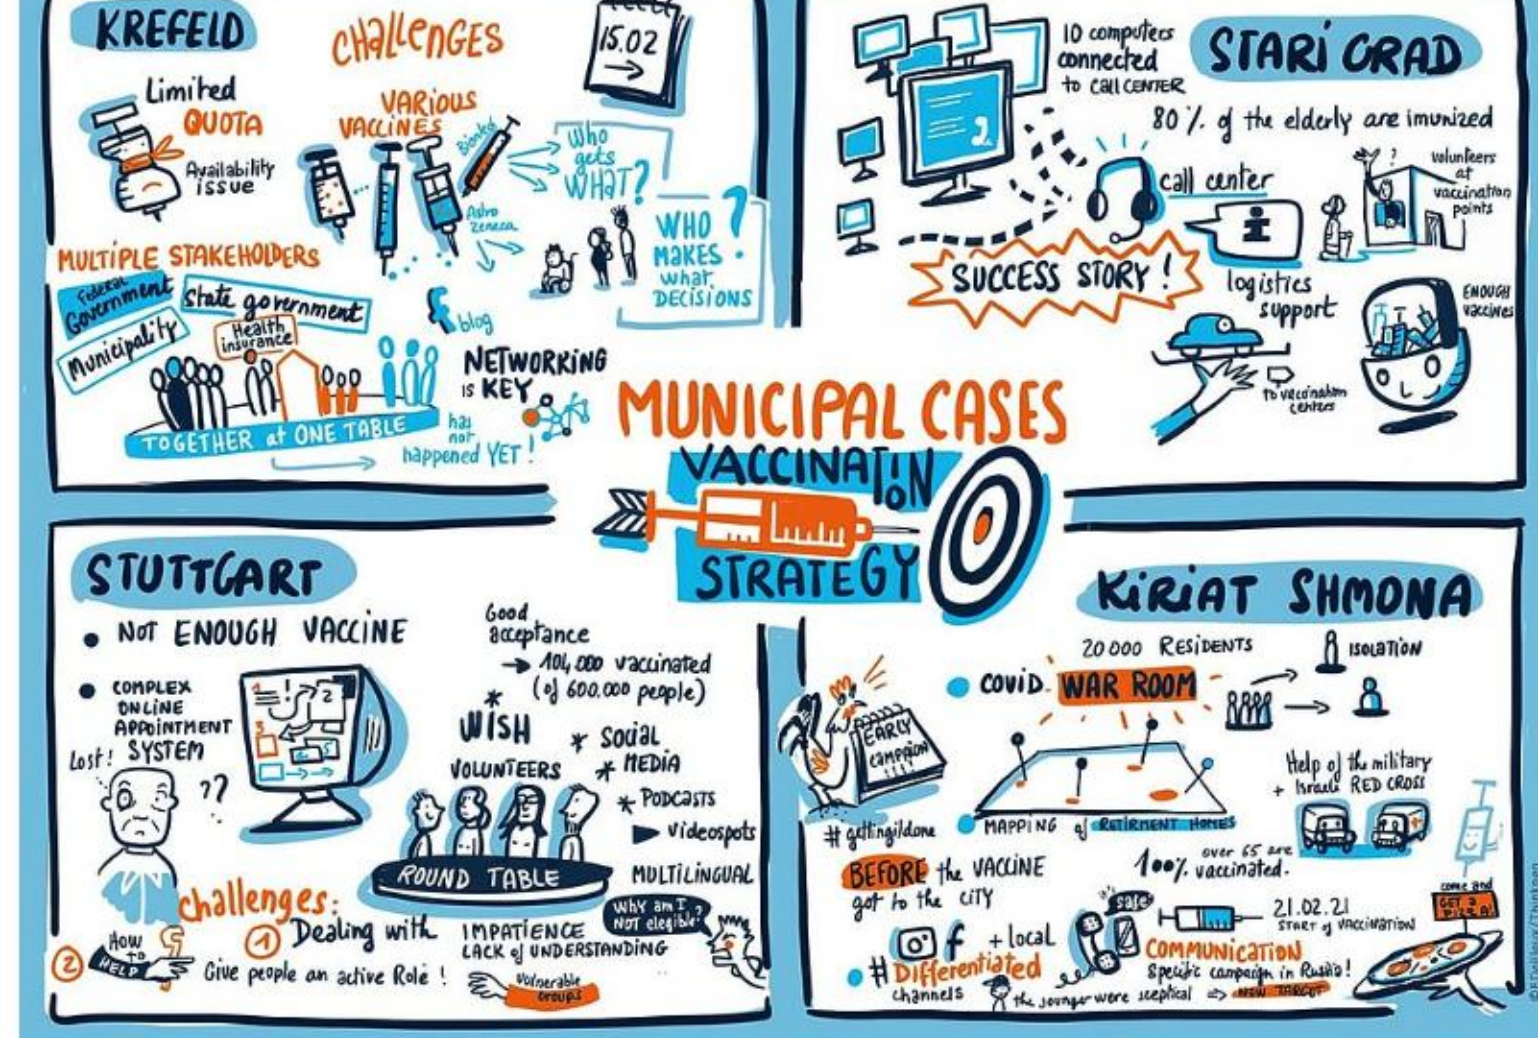 KREFELD
CHALLENGES
15.02
Limited
QUOTA
Availability
issue
VARIOUS
VACCINES
Biontech
Astra
Zeneca
Who
gets
WHAT?
WHO ?
MAKES
what
DECISIONS
MULTIPLE STAKEHOLDERS
Federal
Government
State government
Municipality
Health
insurance
TOGETHER at ONE TABLE
blog
NETWORKING
is KEY
has
not
happened YET!
STARI GRAD
10 computers
connected
to CALL CENTER
80% of the elderly are imunized
call center
i
?
volunteers
at
vaccination
points
SUCCESS STORY!
logistics
support
to vaccination
centers
ENOUGH
VACCINES
MUNICIPAL CASES
VACCINATION
STRATEGY
STUTTGART
NOT ENOUGH VACCINE
COMPLEX
ONLINE
APPOINTMENT
SYSTEM
Lost!
??
Good
acceptance
→ 104,000 vaccinated
(of 600.000 people)
* WISH
VOLUNTEERS
* SOCIAL
* MEDIA
* PODCASTS
videospots
MULTILINGUAL
ROUND TABLE
challenges:
1 Dealing with
IMPATIENCE
LACK of UNDERSTANDING
Why am I
NOT elegible?
2
HOW
TO
HELP
Give people an active Role!
Vulnerable
Groups
KIRIAT SHMONA
20 000 RESIDENTS
COVID WAR ROOM
ISOLATION
EARLY
CAMPAIGN
!!!!
# gettingitdone
MAPPING of RETIRMENT HOMES
Help of the military
+ Israeli RED CROSS
BEFORE the VACCINE
got to the CITY
100% over 65 are
vaccinated.
safe
21.02.21
START of VACCINATION
come and
GET A
PIZZA!
f + local
# Differentiated
channels
COMMUNICATION
Specific campaign in Russia!
the younger were sceptical ⇒ NEW TARGET